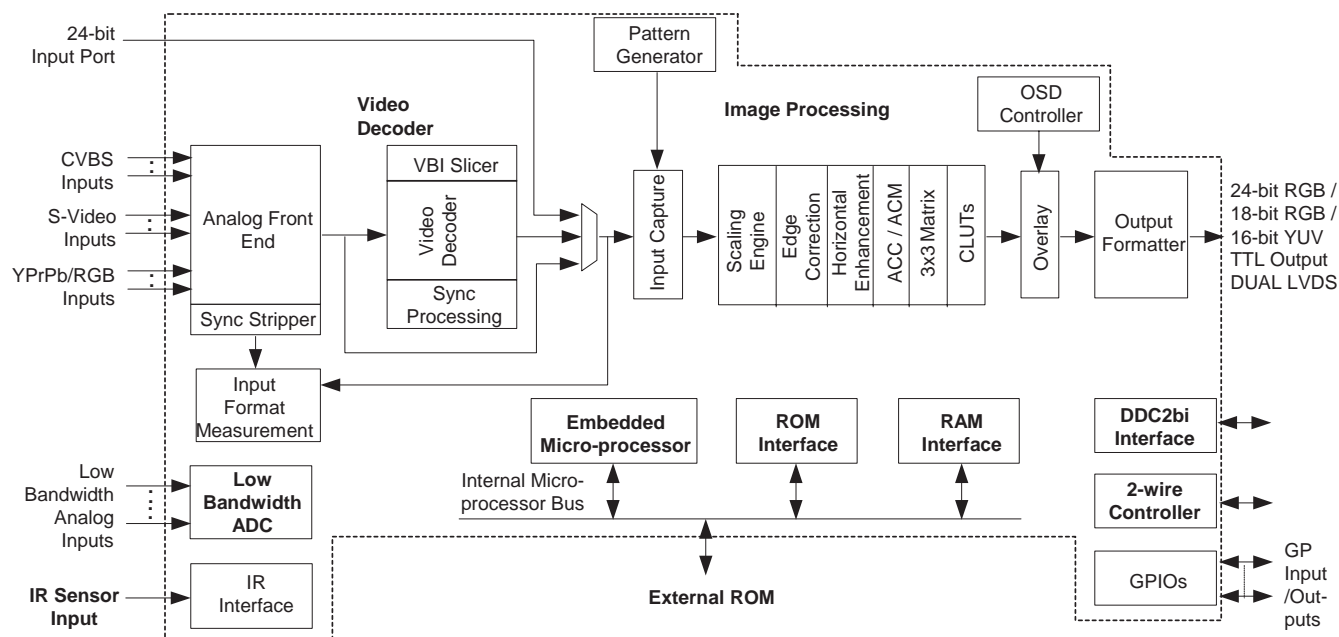 24-bit
Input Port
Pattern
Generator
Image Processing
OSD
Controller
Video
Decoder
CVBS
Inputs
S-Video
Inputs
YPrPb/RGB
Inputs
Analog Front
End
Sync Stripper
VBI Slicer
Video
Decoder
Sync
Processing
Input Capture
Scaling
Engine
Edge
Correction
Horizontal
Enhancement
ACC / ACM
3x3 Matrix
CLUTs
Overlay
Output
Formatter
24-bit RGB /
18-bit RGB /
16-bit YUV
TTL Output
DUAL LVDS
Input
Format
Measurement
Embedded
Micro-processor
ROM
Interface
RAM
Interface
DDC2bi
Interface
Low
Bandwidth
Analog
Inputs
Low
Bandwidth
ADC
Internal Micro-
processor Bus
2-wire
Controller
IR Sensor
Input
IR
Interface
External ROM
GPIOs
GP
Input
/Out-
puts